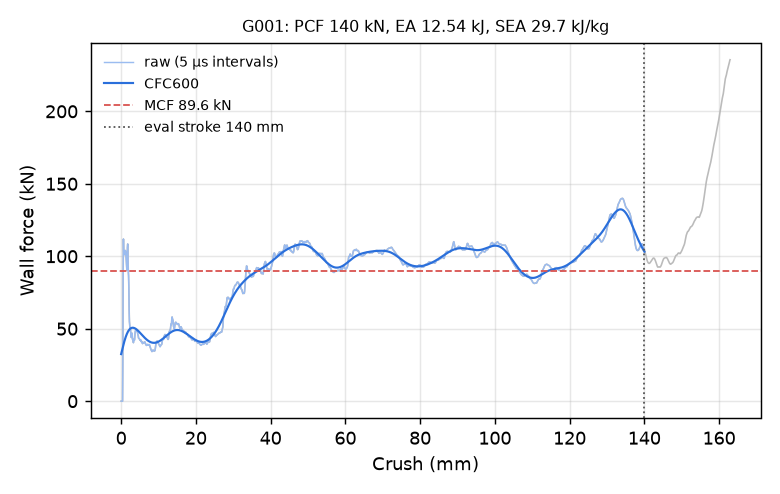 G001: PCF 140 kN, EA 12.54 kJ, SEA 29.7 kJ/kg
raw (5 µs intervals)
CFC600
MCF 89.6 kN
eval stroke 140 mm
Wall force (kN)
200
150
100
50
0
0 20 40 60 80 100 120 140 160
Crush (mm)